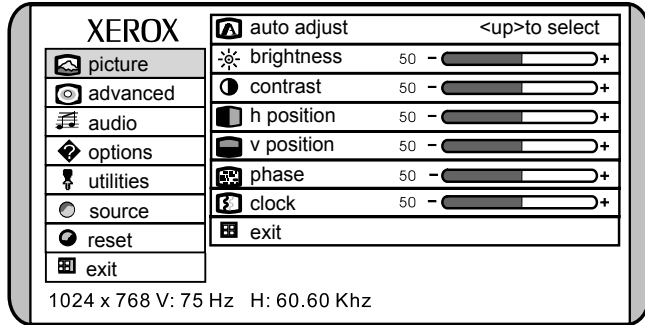 XEROX
picture
advanced
audio
options
utilities
source
reset
exit
auto adjust <up>to select
brightness 50 - +
contrast 50 - +
h position 50 - +
v position 50 - +
phase 50 - +
clock 50 - +
exit
1024 x 768 V: 75 Hz H: 60.60 Khz